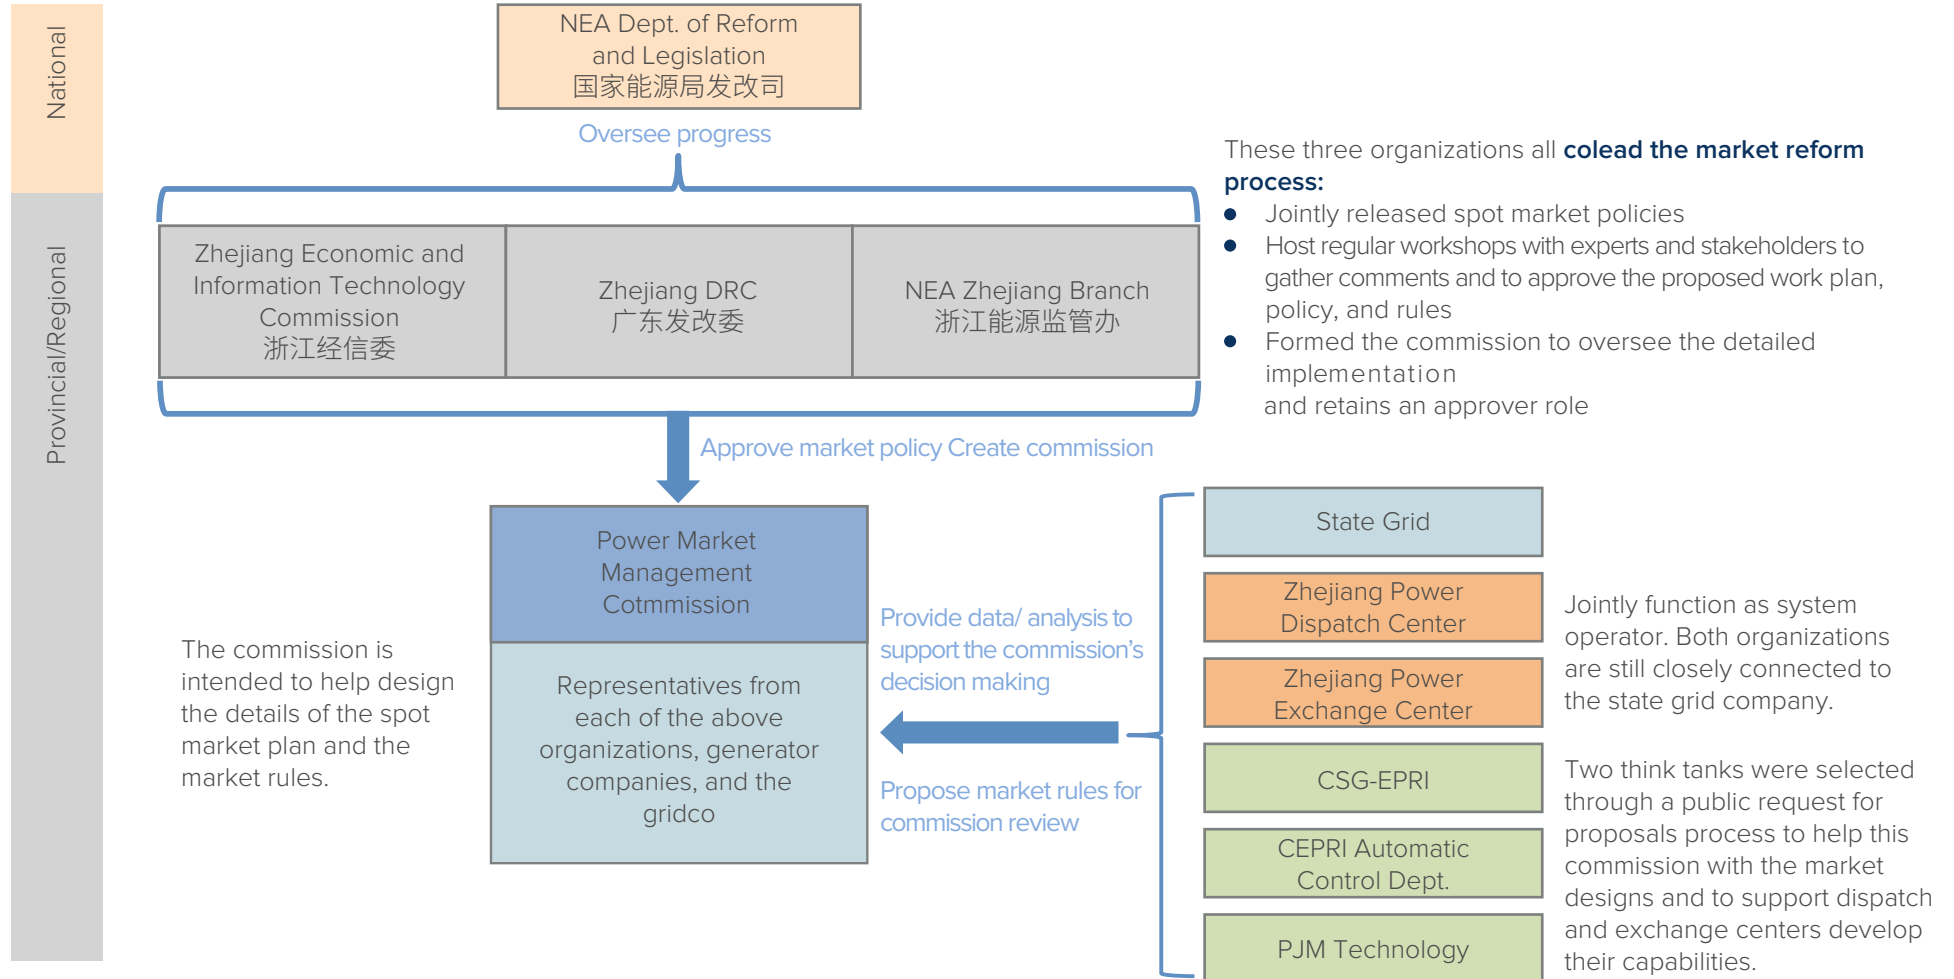 National
Provincial/Regional
NEA Dept. of Reform
and Legislation
国家能源局发改司
Oversee progress
Zhejiang Economic and
Information Technology
Commission
浙江经信委
Zhejiang DRC
广东发改委
NEA Zhejiang Branch
浙江能源监管办
These three organizations all colead the market reform
process:
● Jointly released spot market policies
● Host regular workshops with experts and stakeholders to
gather comments and to approve the proposed work plan,
policy, and rules
● Formed the commission to oversee the detailed
implementation
and retains an approver role
Approve market policy Create commission
Power Market
Management
Cotmmission
Representatives from
each of the above
organizations, generator
companies, and the
gridco
The commission is
intended to help design
the details of the spot
market plan and the
market rules.
Provide data/ analysis to
support the commission’s
decision making
Propose market rules for
commission review
State Grid
Zhejiang Power
Dispatch Center
Zhejiang Power
Exchange Center
CSG-EPRI
CEPRI Automatic
Control Dept.
PJM Technology
Jointly function as system
operator. Both organizations
are still closely connected to
the state grid company.
Two think tanks were selected
through a public request for
proposals process to help this
commission with the market
designs and to support dispatch
and exchange centers develop
their capabilities.